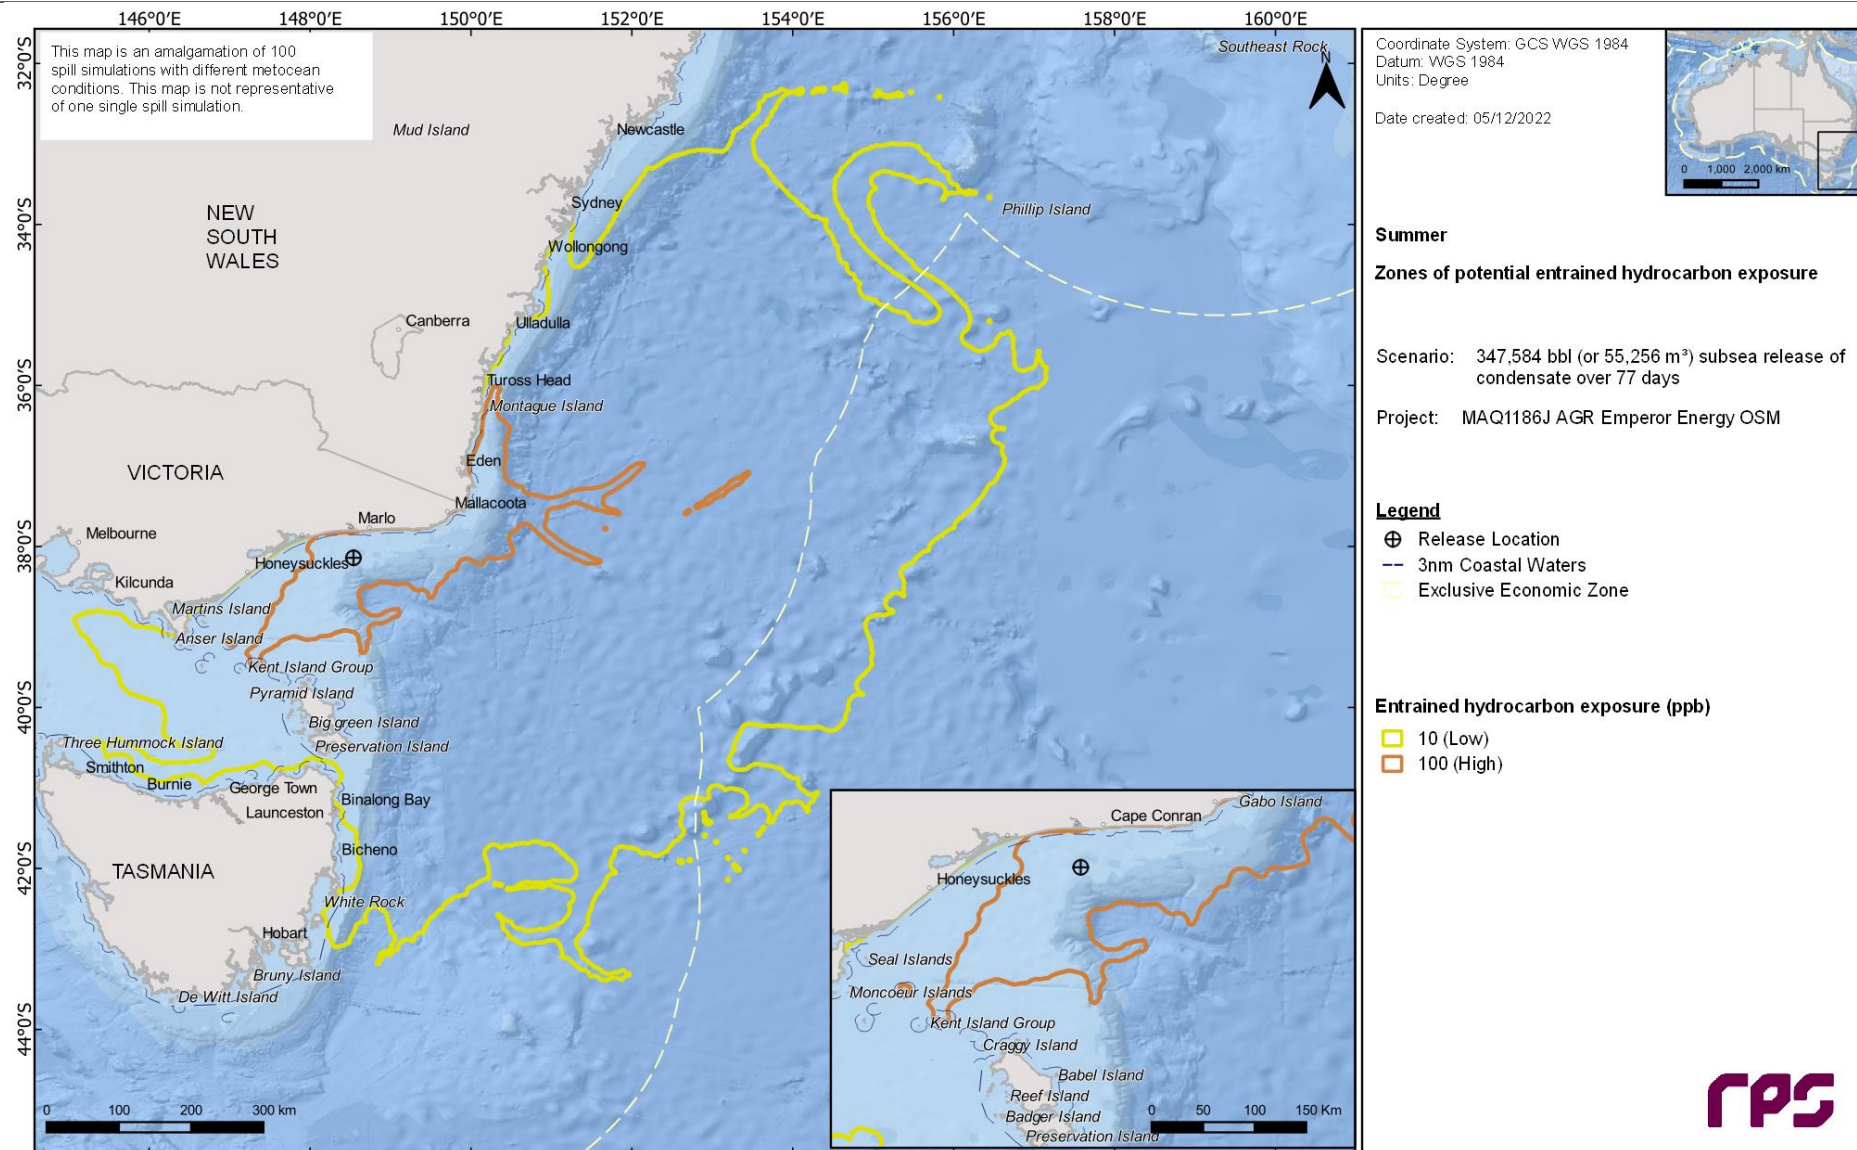 146°0'E 148°0'E 150°0'E 152°0'E 154°0'E 156°0'E 158°0'E 160°0'E
32°S
34°0'S
36°0'S
38°0'S
40°0'S
42°0'S
44°0'S
This map is an amalgamation of 100
spill simulations with different metocean
conditions. This map is not representative
of one single spill simulation.
Southeast Rock
N
Mud Island
Newcastle
Sydney
Phillip Island
NEW
SOUTH
WALES
Wollongong
Canberra
Ulladulla
Tuross Head
Montague Island
Eden
VICTORIA
Mallacoota
Marlo
Melbourne
Honeysuckles
Kilcunda
Martins Island
Anser Island
Kent Island Group
Pyramid Island
Big green Island
Three Hummock Island
Preservation Island
Smithton
Burnie
George Town
Binalong Bay
Launceston
Bicheno
TASMANIA
White Rock
Hobart
Bruny Island
De Witt Island
0 100 200 300 km
Gabo Island
Cape Conran
Honeysuckles
Seal Islands
Moncoeur Islands
Kent Island Group
Craggy Island
Babel Island
Reef Island
Badger Island
Preservation Island
0 50 100 150 Km
Coordinate System: GCS WGS 1984
Datum: WGS 1984
Units: Degree
Date created: 05/12/2022
0 1,000 2,000 km
Summer
Zones of potential entrained hydrocarbon exposure
Scenario: 347,584 bbl (or 55,256 m³) subsea release of
condensate over 77 days
Project: MAQ1186J AGR Emperor Energy OSM
Legend
Release Location
3nm Coastal Waters
Exclusive Economic Zone
Entrained hydrocarbon exposure (ppb)
10 (Low)
100 (High)
rps